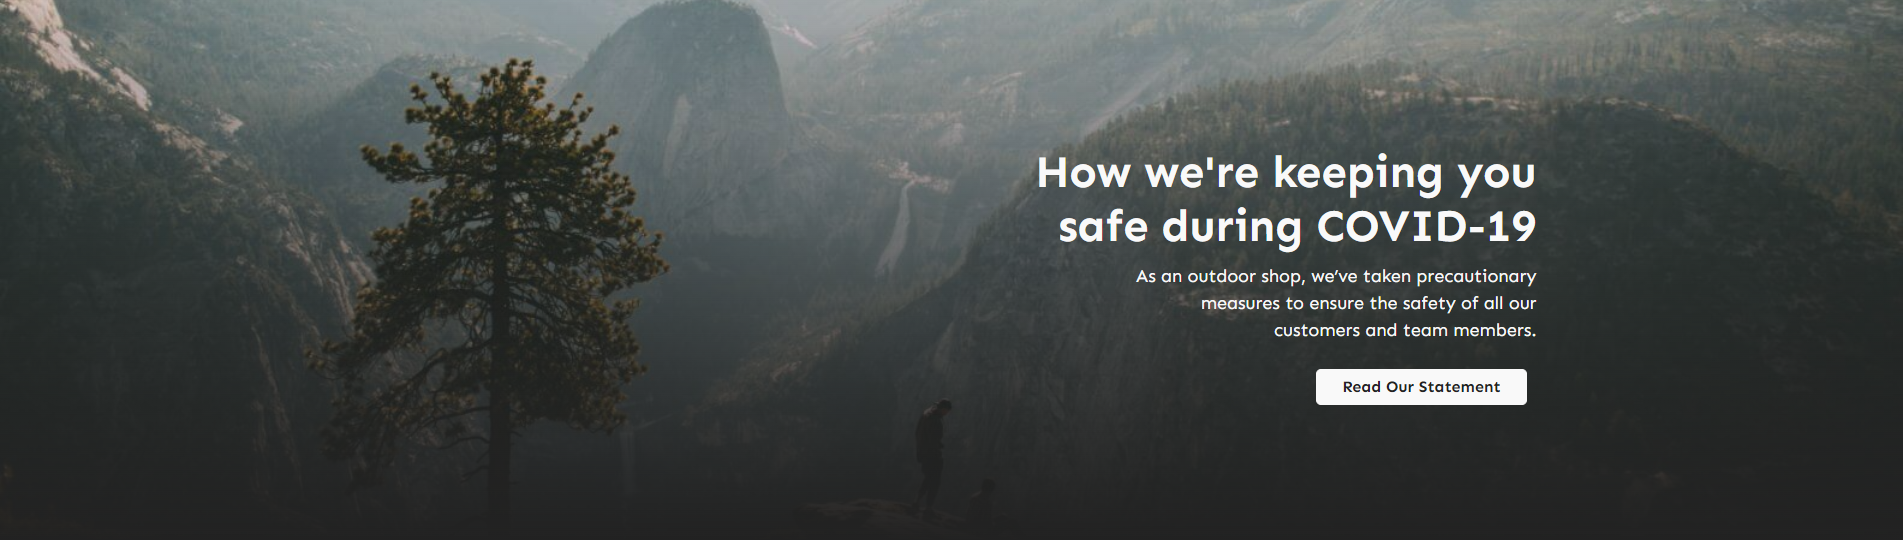 How we're keeping you
safe during COVID-19
As an outdoor shop, we’ve taken precautionary
measures to ensure the safety of all our
customers and team members.
Read Our Statement